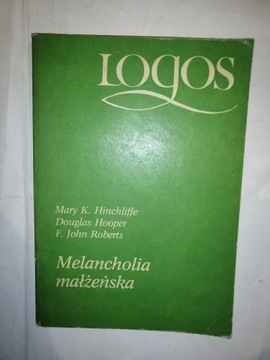 LOGOS
Mary K. Hinchliffe
Douglas Hooper
F. John Roberts
Melancholia
małżeńska